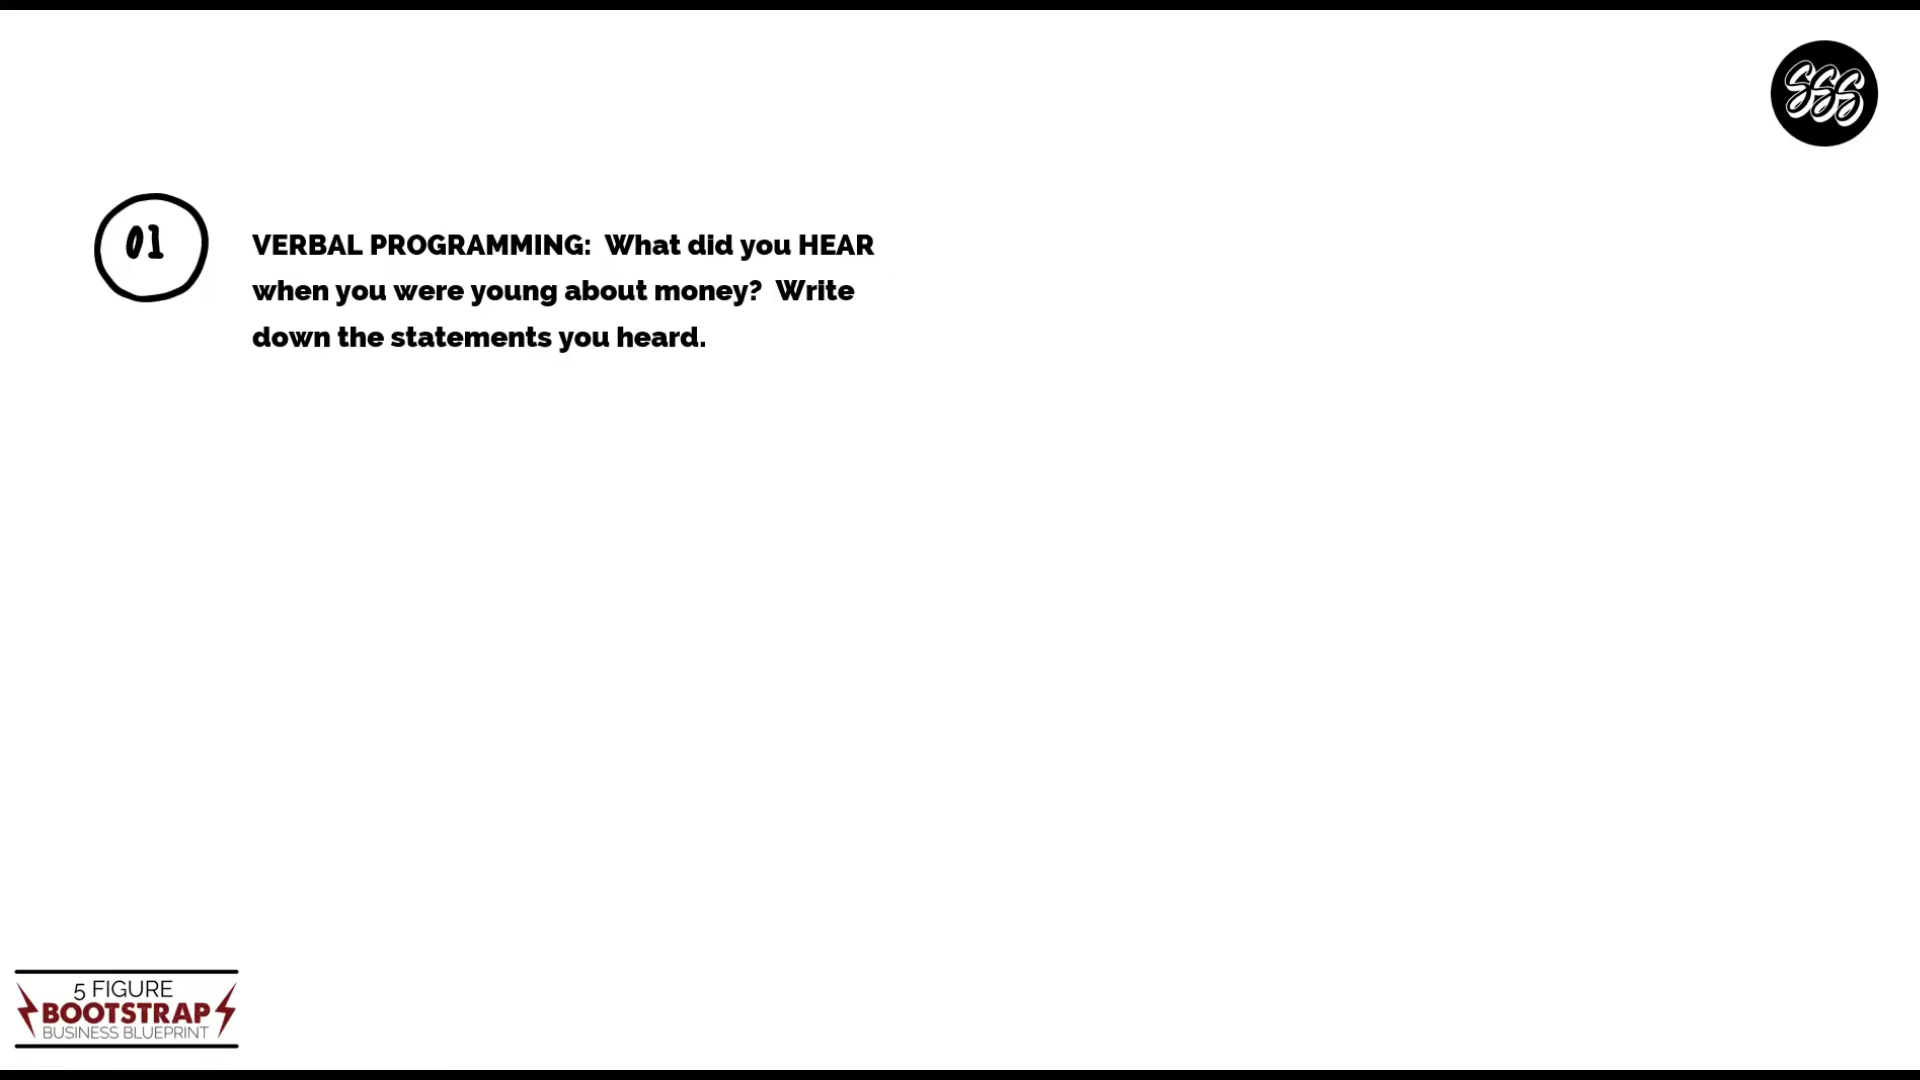 SSS
01
VERBAL PROGRAMMING: What did you HEAR
when you were young about money? Write
down the statements you heard.
5 FIGURE
BOOTSTRAP
BUSINESS BLUEPRINT